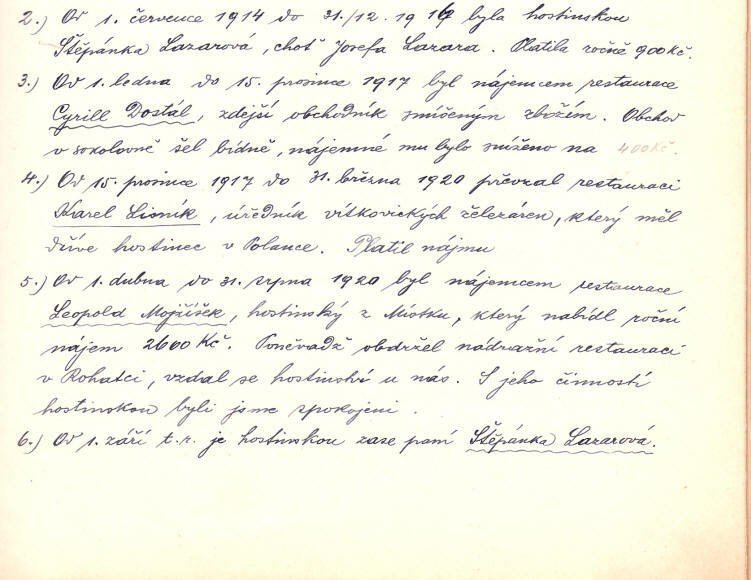 2.) Od 1. července 1914 do 31./12. 1916 byla hostinskou
Štěpánka Lazarová, choť Josefa Lazara. Platila ročně 900 Kč.
3.) Od 1. ledna do 15. prosince 1917 byl nájemcem restaurace
Cyrill Dostál, zdejší obchodník smíšeným zbožím. Obchod
v sokolovně šel bídně, nájemné mu bylo sníženo na 400 Kč.
4.) Od 15. prosince 1917 do 31. března 1920 převzal restauraci
Karel Lisník, úředník vítkovických železáren, který měl
dříve hostinec v Polance. Platil nájmu
5.) Od 1. dubna do 31. srpna 1920 byl nájemcem restaurace
Leopold Mojžíšek, hostinský z Miotku, který nabídl roční
nájem 2600 Kč. Poněvadž obdržel nádražní restauraci
v Rohatci, vzdal se hostinství u nás. S jeho činností
hostinskou byli jsme spokojeni.
6.) Od 1. září t.r. je hostinskou zase paní Štěpánka Lazarová.